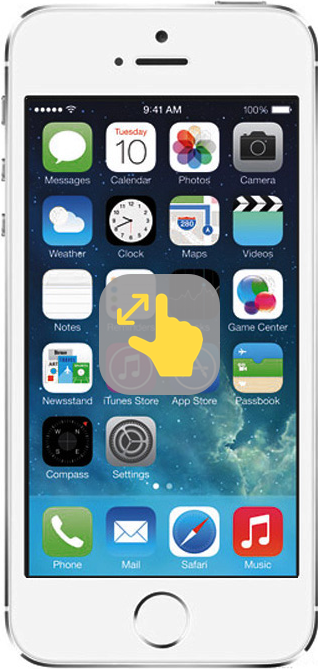 9:41 AM 100%
Tuesday
10
Messages Calendar Photos Camera
280
Weather Clock Maps Videos
Notes Game Center
Newsstand iTunes Store App Store Passbook
Compass Settings
Phone Mail Safari Music